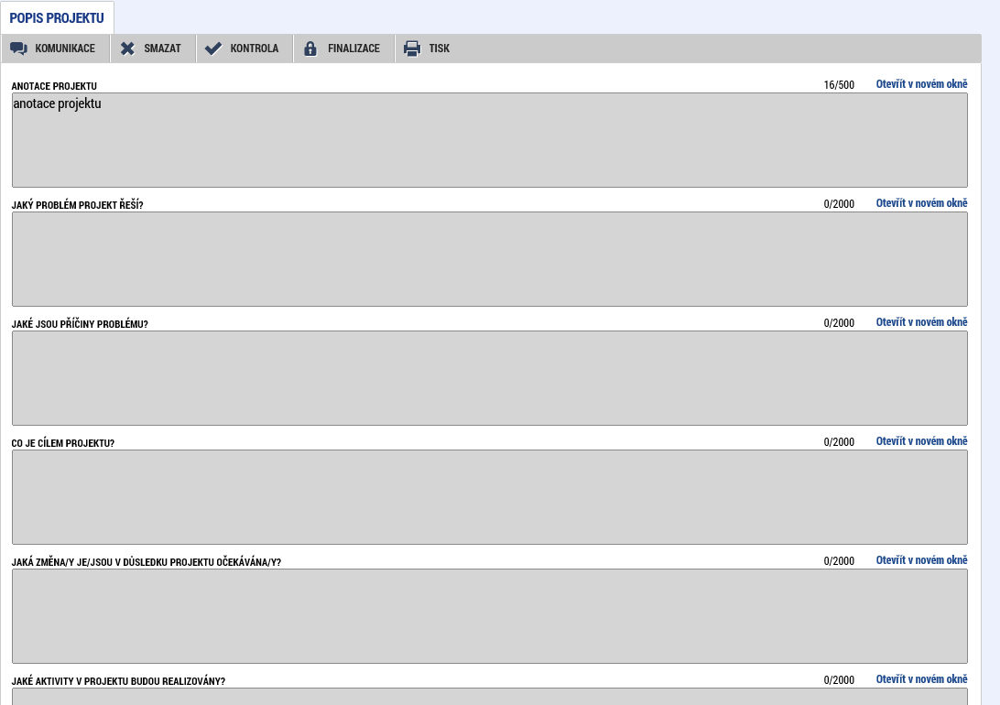 POPIS PROJEKTU
KOMUNIKACE SMAZAT KONTROLA FINALIZACE TISK
ANOTACE PROJEKTU 16/500 Otevřít v novém okně
anotace projektu
JAKÝ PROBLÉM PROJEKT ŘEŠÍ? 0/2000 Otevřít v novém okně
JAKÉ JSOU PŘÍČINY PROBLÉMU? 0/2000 Otevřít v novém okně
CO JE CÍLEM PROJEKTU? 0/2000 Otevřít v novém okně
JAKÁ ZMĚNA/Y JE/JSOU V DŮSLEDKU PROJEKTU OČEKÁVÁNA/Y? 0/2000 Otevřít v novém okně
JAKÉ AKTIVITY V PROJEKTU BUDOU REALIZOVÁNY? 0/2000 Otevřít v novém okně